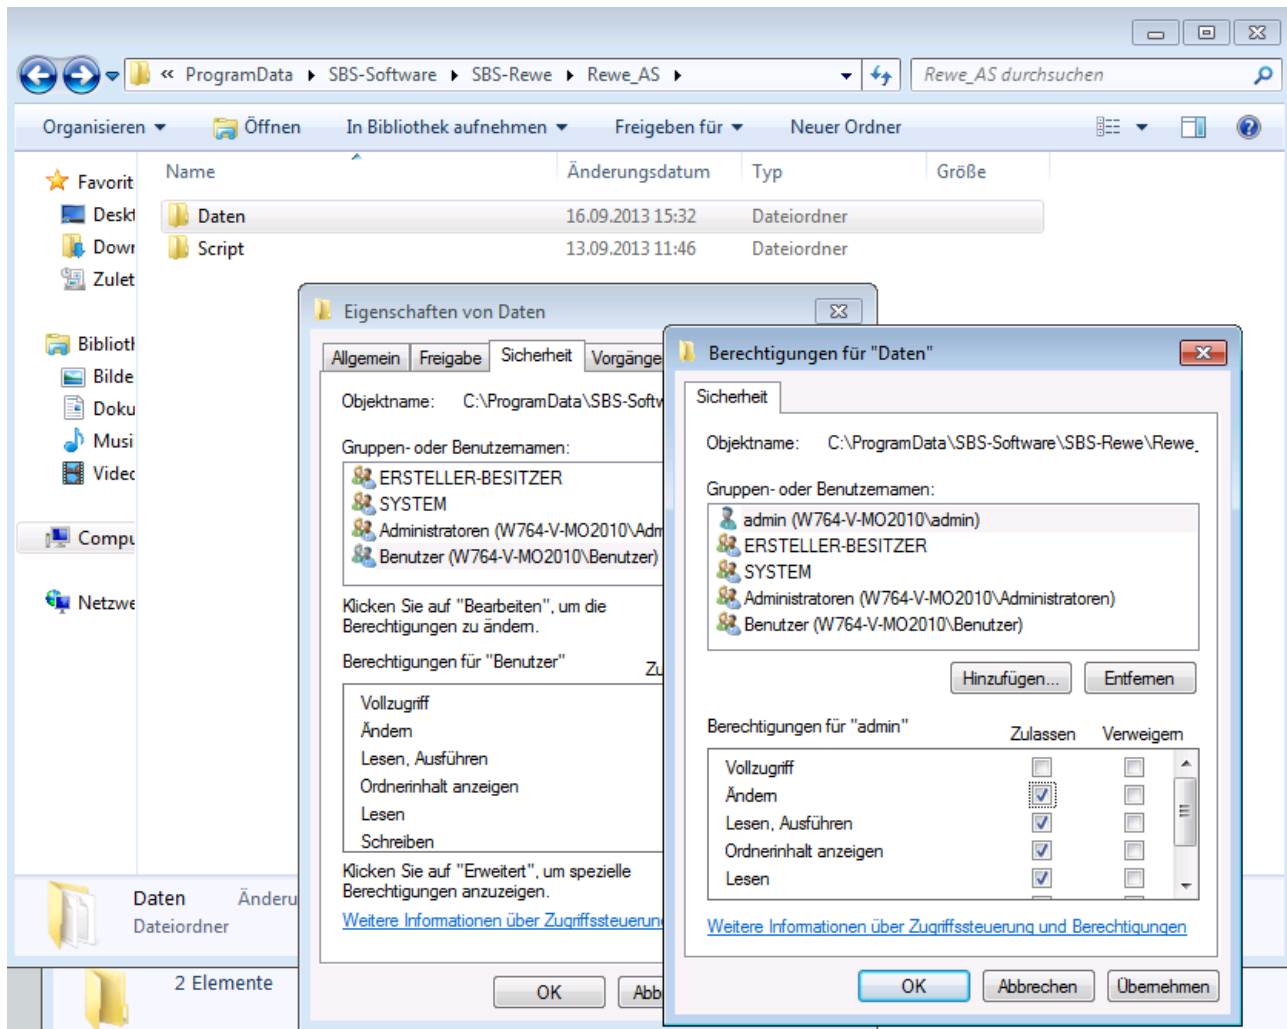 « ProgramData ▸ SBS-Software ▸ SBS-Rewe ▸ Rewe_AS ▸
Rewe_AS durchsuchen
Organisieren Öffnen In Bibliothek aufnehmen Freigeben für Neuer Ordner
Name Änderungsdatum Typ Größe
Daten 16.09.2013 15:32 Dateiordner
Script 13.09.2013 11:46 Dateiordner
Favorit
Deskt
Down
Zulet
Biblioth
Bilde
Doku
Musi
Videc
Compu
Netzwe
Eigenschaften von Daten
Allgemein Freigabe Sicherheit Vorgänge
Objektname: C:\ProgramData\SBS-Softw
Gruppen- oder Benutzernamen:
ERSTELLER-BESITZER
SYSTEM
Administratoren (W764-V-MO2010\Adm
Benutzer (W764-V-MO2010\Benutzer)
Klicken Sie auf "Bearbeiten", um die
Berechtigungen zu ändern.
Berechtigungen für "Benutzer" Zu
Vollzugriff
Ändern
Lesen, Ausführen
Ordnerinhalt anzeigen
Lesen
Schreiben
Klicken Sie auf "Erweitert", um spezielle
Berechtigungen anzuzeigen.
Weitere Informationen über Zugriffssteuerung
OK Abb
Berechtigungen für "Daten"
Sicherheit
Objektname: C:\ProgramData\SBS-Software\SBS-Rewe\Rewe_
Gruppen- oder Benutzernamen:
admin (W764-V-MO2010\admin)
ERSTELLER-BESITZER
SYSTEM
Administratoren (W764-V-MO2010\Administratoren)
Benutzer (W764-V-MO2010\Benutzer)
Hinzufügen... Entfernen
Berechtigungen für "admin" Zulassen Verweigern
Vollzugriff
Ändern
Lesen, Ausführen
Ordnerinhalt anzeigen
Lesen
Weitere Informationen über Zugriffssteuerung und Berechtigungen
OK Abbrechen Übernehmen
Daten Änderu
Dateiordner
2 Elemente